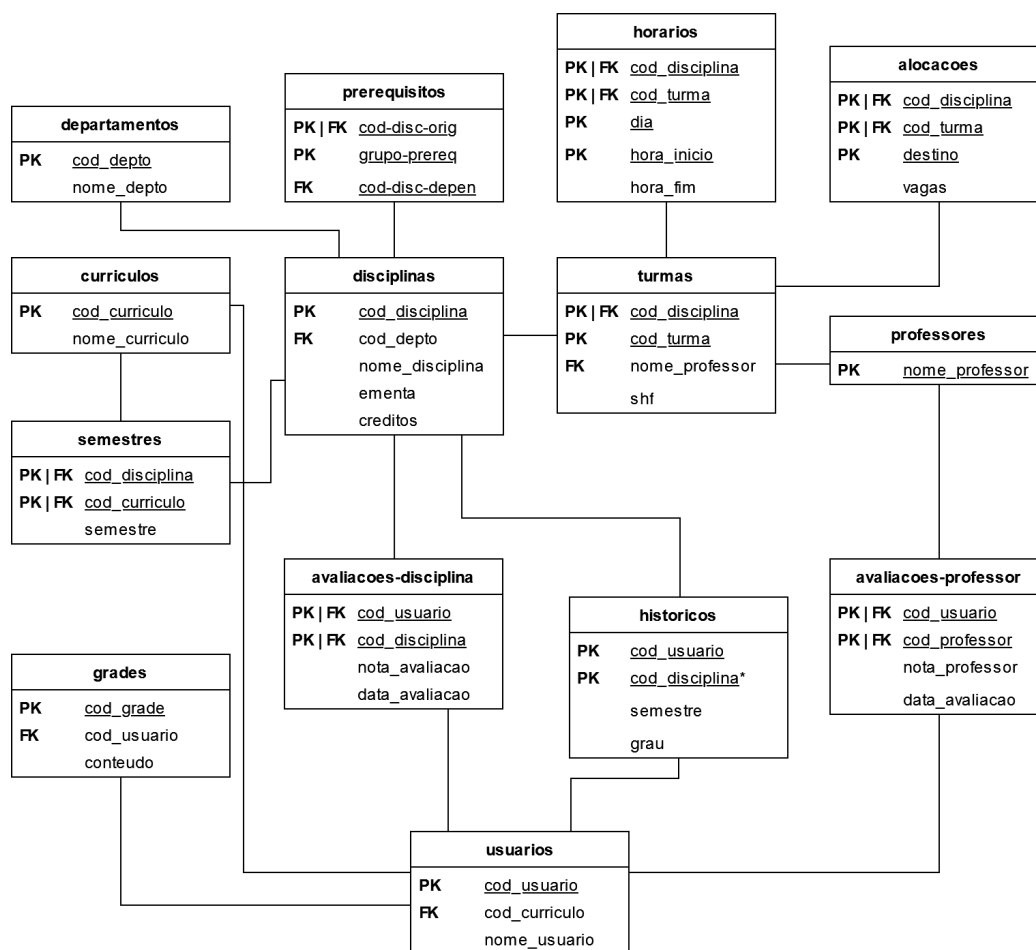 horarios
PK | FK cod_disciplina
PK | FK cod_turma
PK dia
PK hora_inicio
hora_fim
alocacoes
PK | FK cod_disciplina
PK | FK cod_turma
PK destino
vagas
prerequisitos
PK | FK cod-disc-orig
PK grupo-prereq
FK cod-disc-depen
departamentos
PK cod_depto
nome_depto
curriculos
PK cod_curriculo
nome_curriculo
disciplinas
PK cod_disciplina
FK cod_depto
nome_disciplina
ementa
creditos
turmas
PK | FK cod_disciplina
PK cod_turma
FK nome_professor
shf
professores
PK nome_professor
semestres
PK | FK cod_disciplina
PK | FK cod_curriculo
semestre
avaliacoes-disciplina
PK | FK cod_usuario
PK | FK cod_disciplina
nota_avaliacao
data_avaliacao
históricos
PK cod_usuario
PK cod_disciplina*
semestre
grau
avaliacoes-professor
PK | FK cod_usuario
PK | FK cod_professor
nota_professor
data_avaliacao
grades
PK cod_grade
FK cod_usuario
conteudo
usuarios
PK cod_usuario
FK cod_curriculo
nome_usuario